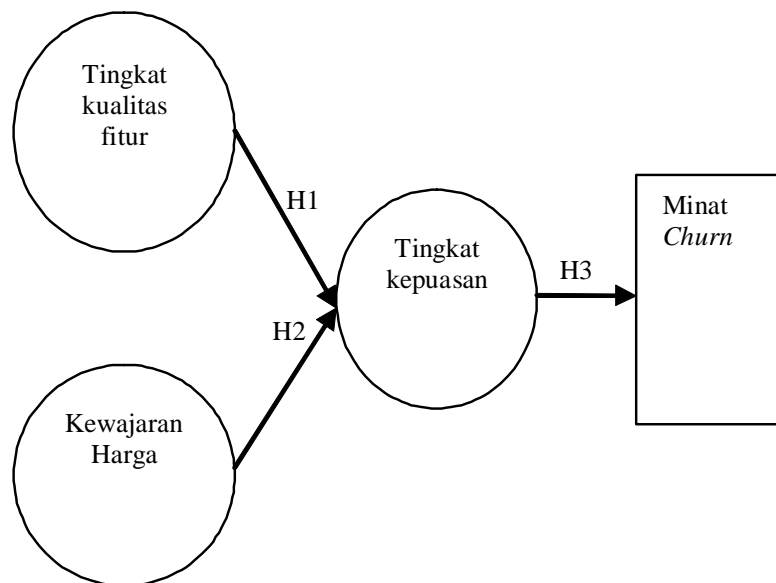 Tingkat
kualitas
fitur
H1
Minat
Churn
Tingkat
kepuasan
H3
H2
Kewajaran
Harga